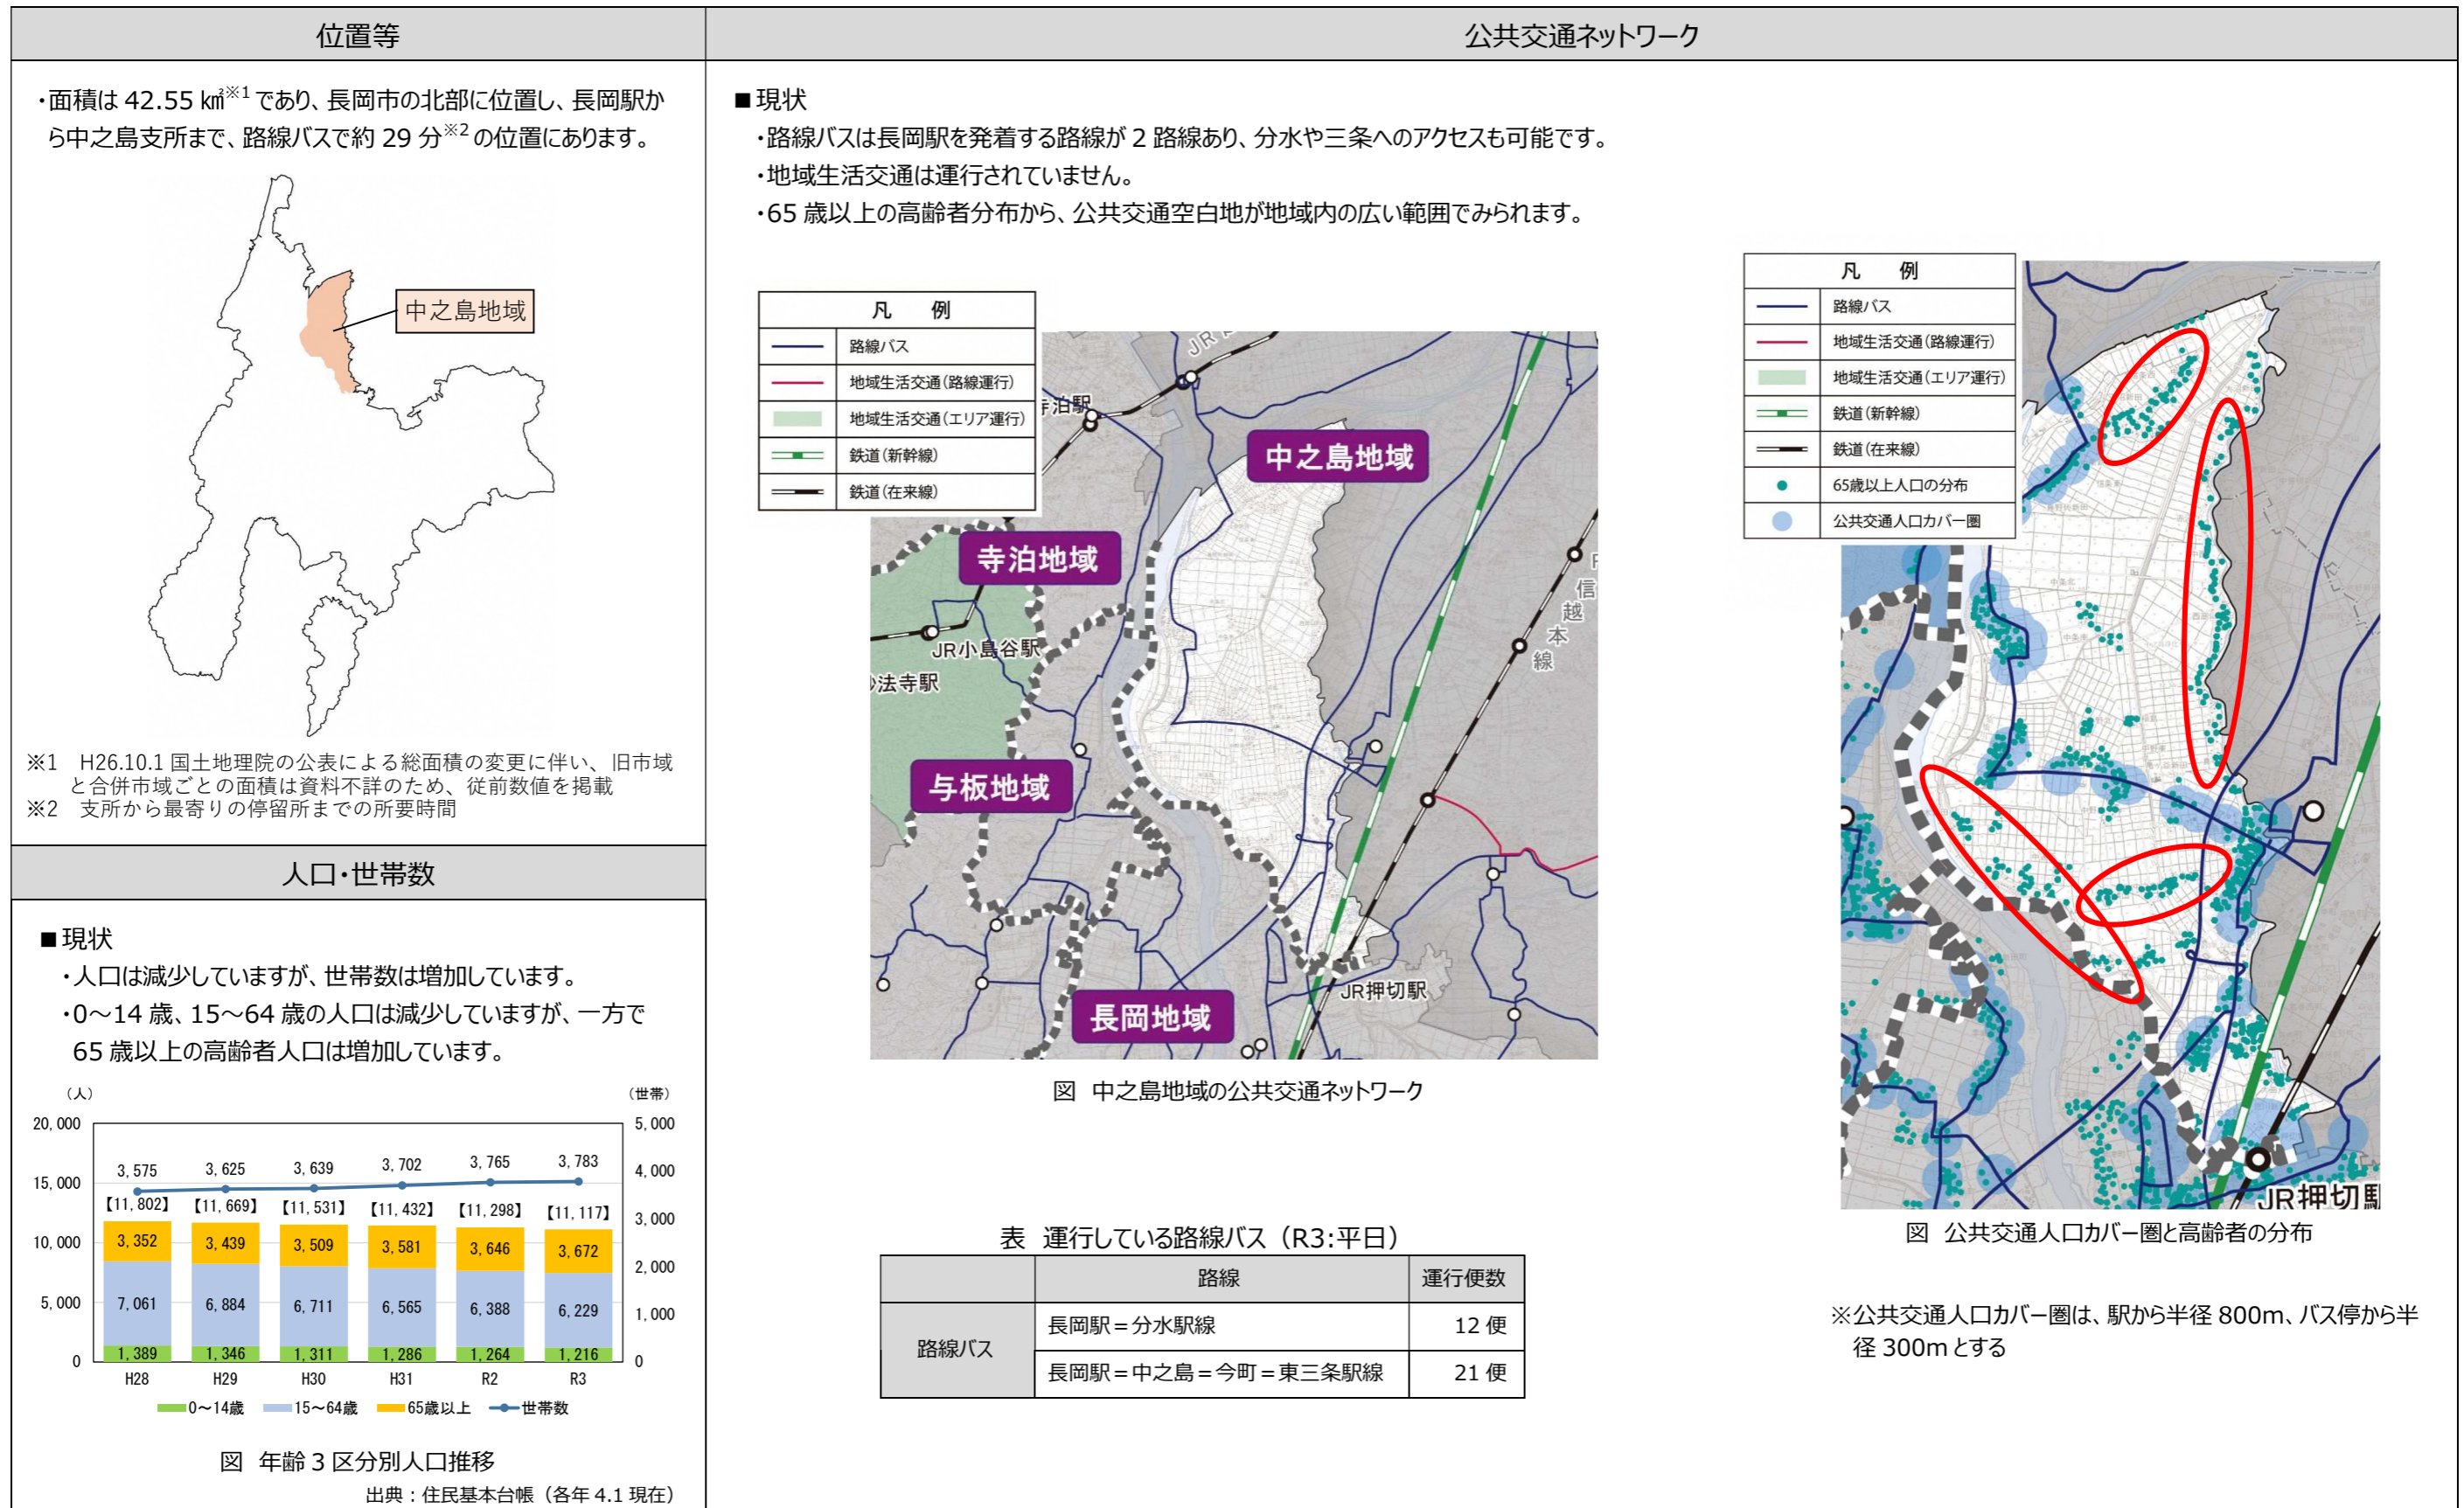 位置等
・面積は 42.55 ㎢※1 であり、長岡市の北部に位置し、長岡駅か
ら中之島支所まで、路線バスで約 29 分※2 の位置にあります。
中之島地域
※1 H26.10.1 国土地理院の公表による総面積の変更に伴い、旧市域
と合併市域ごとの面積は資料不詳のため、従前数値を掲載
※2 支所から最寄りの停留所までの所要時間
人口・世帯数
■現状
・人口は減少していますが、世帯数は増加しています。
・0～14 歳、15～64 歳の人口は減少していますが、一方で
65 歳以上の高齢者人口は増加しています。
（人） （世帯）
20,000 5,000
3,575 3,625 3,639 3,702 3,765 3,783 4,000
15,000
【11,802】 【11,669】 【11,531】 【11,432】 【11,298】 【11,117】 3,000
10,000 3,352 3,439 3,509 3,581 3,646 3,672
2,000
5,000 7,061 6,884 6,711 6,565 6,388 6,229 1,000
0 1,389 1,346 1,311 1,286 1,264 1,216 0
H28 H29 H30 H31 R2 R3
0～14歳 15～64歳 65歳以上 世帯数
図 年齢 3 区分別人口推移
出典：住民基本台帳（各年 4.1 現在）
公共交通ネットワーク
■現状
・路線バスは長岡駅を発着する路線が 2 路線あり、分水や三条へのアクセスも可能です。
・地域生活交通は運行されていません。
・65 歳以上の高齢者分布から、公共交通空白地が地域内の広い範囲でみられます。
凡 例
路線バス
地域生活交通（路線運行）
地域生活交通（エリア運行）
鉄道（新幹線）
鉄道（在来線）
JR
寺泊駅
中之島地域
寺泊地域
信越本線
JR小島谷駅
妙法寺駅
与板地域
JR押切駅
長岡地域
図 中之島地域の公共交通ネットワーク
表 運行している路線バス（R3:平日）
路線 運行便数
路線バス
長岡駅＝分水駅線 12 便
長岡駅＝中之島＝今町＝東三条駅線 21 便
凡 例
路線バス
地域生活交通（路線運行）
地域生活交通（エリア運行）
鉄道（新幹線）
鉄道（在来線）
65歳以上人口の分布
公共交通人口カバー圏
JR押切駅
図 公共交通人口カバー圏と高齢者の分布
※公共交通人口カバー圏は、駅から半径 800m、バス停から半
径 300m とする